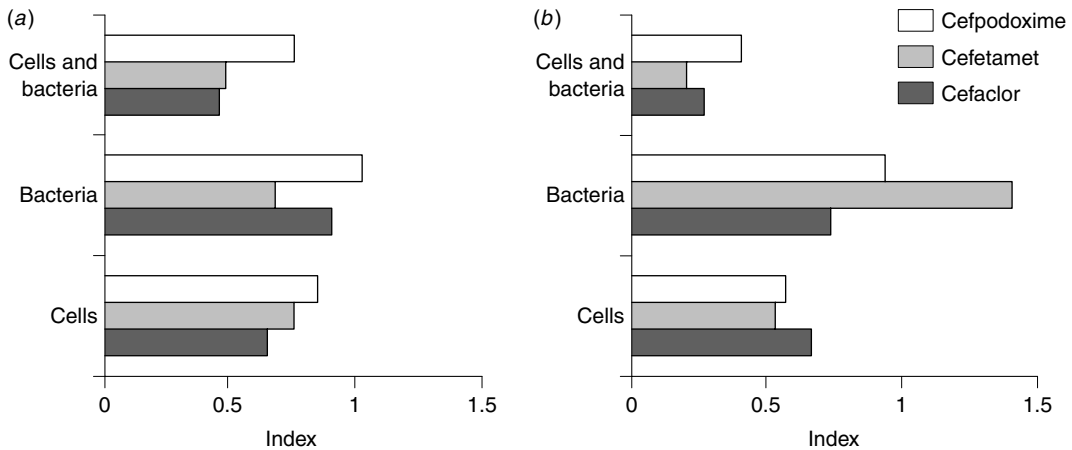 (a)
Cells and
bacteria
Bacteria
Cells
0
0.5
1
1.5
Index
(b)
Cells and
bacteria
Bacteria
Cells
0
0.5
1
1.5
Index
Cefpodoxime
Cefetamet
Cefaclor